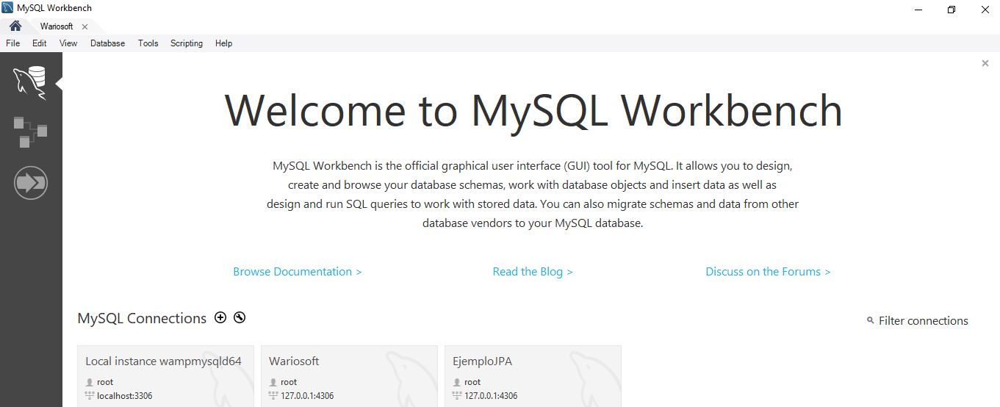 MySQL Workbench
Wariosoft
File Edit View Database Tools Scripting Help
Welcome to MySQL Workbench
MySQL Workbench is the official graphical user interface (GUI) tool for MySQL. It allows you to design,
create and browse your database schemas, work with database objects and insert data as well as
design and run SQL queries to work with stored data. You can also migrate schemas and data from other
database vendors to your MySQL database.
Browse Documentation > Read the Blog > Discuss on the Forums >
MySQL Connections Filter connections
Local instance wampmysqld64 Wariosoft EjemploJPA
root root root
localhost:3306 127.0.0.1:4306 127.0.0.1:4306